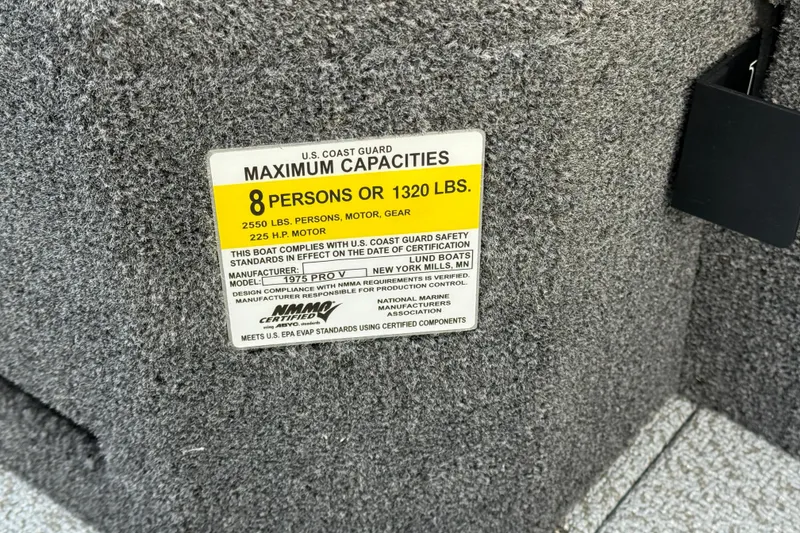 U.S. COAST GUARD
MAXIMUM CAPACITIES
8 PERSONS OR 1320 LBS.
2550 LBS. PERSONS, MOTOR, GEAR
225 H.P. MOTOR
THIS BOAT COMPLIES WITH U.S. COAST GUARD SAFETY
STANDARDS IN EFFECT ON THE DATE OF CERTIFICATION
MANUFACTURER: LUND BOATS
MODEL: 1975 PRO V NEW YORK MILLS, MN
DESIGN COMPLIANCE WITH NMMA REQUIREMENTS IS VERIFIED.
MANUFACTURER RESPONSIBLE FOR PRODUCTION CONTROL.
NMMA
CERTIFIED
using ABYC standards
NATIONAL MARINE
MANUFACTURERS
ASSOCIATION
MEETS U.S. EPA EVAP STANDARDS USING CERTIFIED COMPONENTS